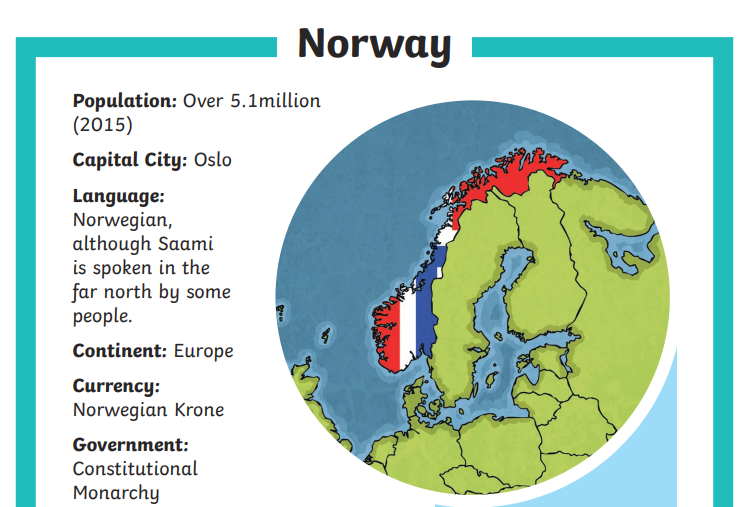 Norway
Population: Over 5.1million
(2015)
Capital City: Oslo
Language:
Norwegian,
although Saami
is spoken in the
far north by some
people.
Continent: Europe
Currency:
Norwegian Krone
Government:
Constitutional
Monarchy